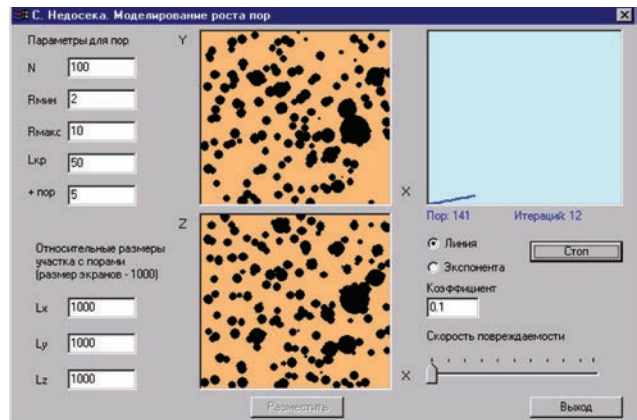 С. Недосека. Моделирование роста пор
Параметры для пор
N 100
Rмин 2
Rмакс 10
Lкр 50
+ пор 5
Относительные размеры
участка с порами
(размер экранов - 1000)
Lx 1000
Ly 1000
Lz 1000
Y
X
Z
X
Разместить
Пор: 141 Итераций: 12
Линия
Экспонента
Стоп
Коэффициент
0.1
Скорость повреждаемости
Выход